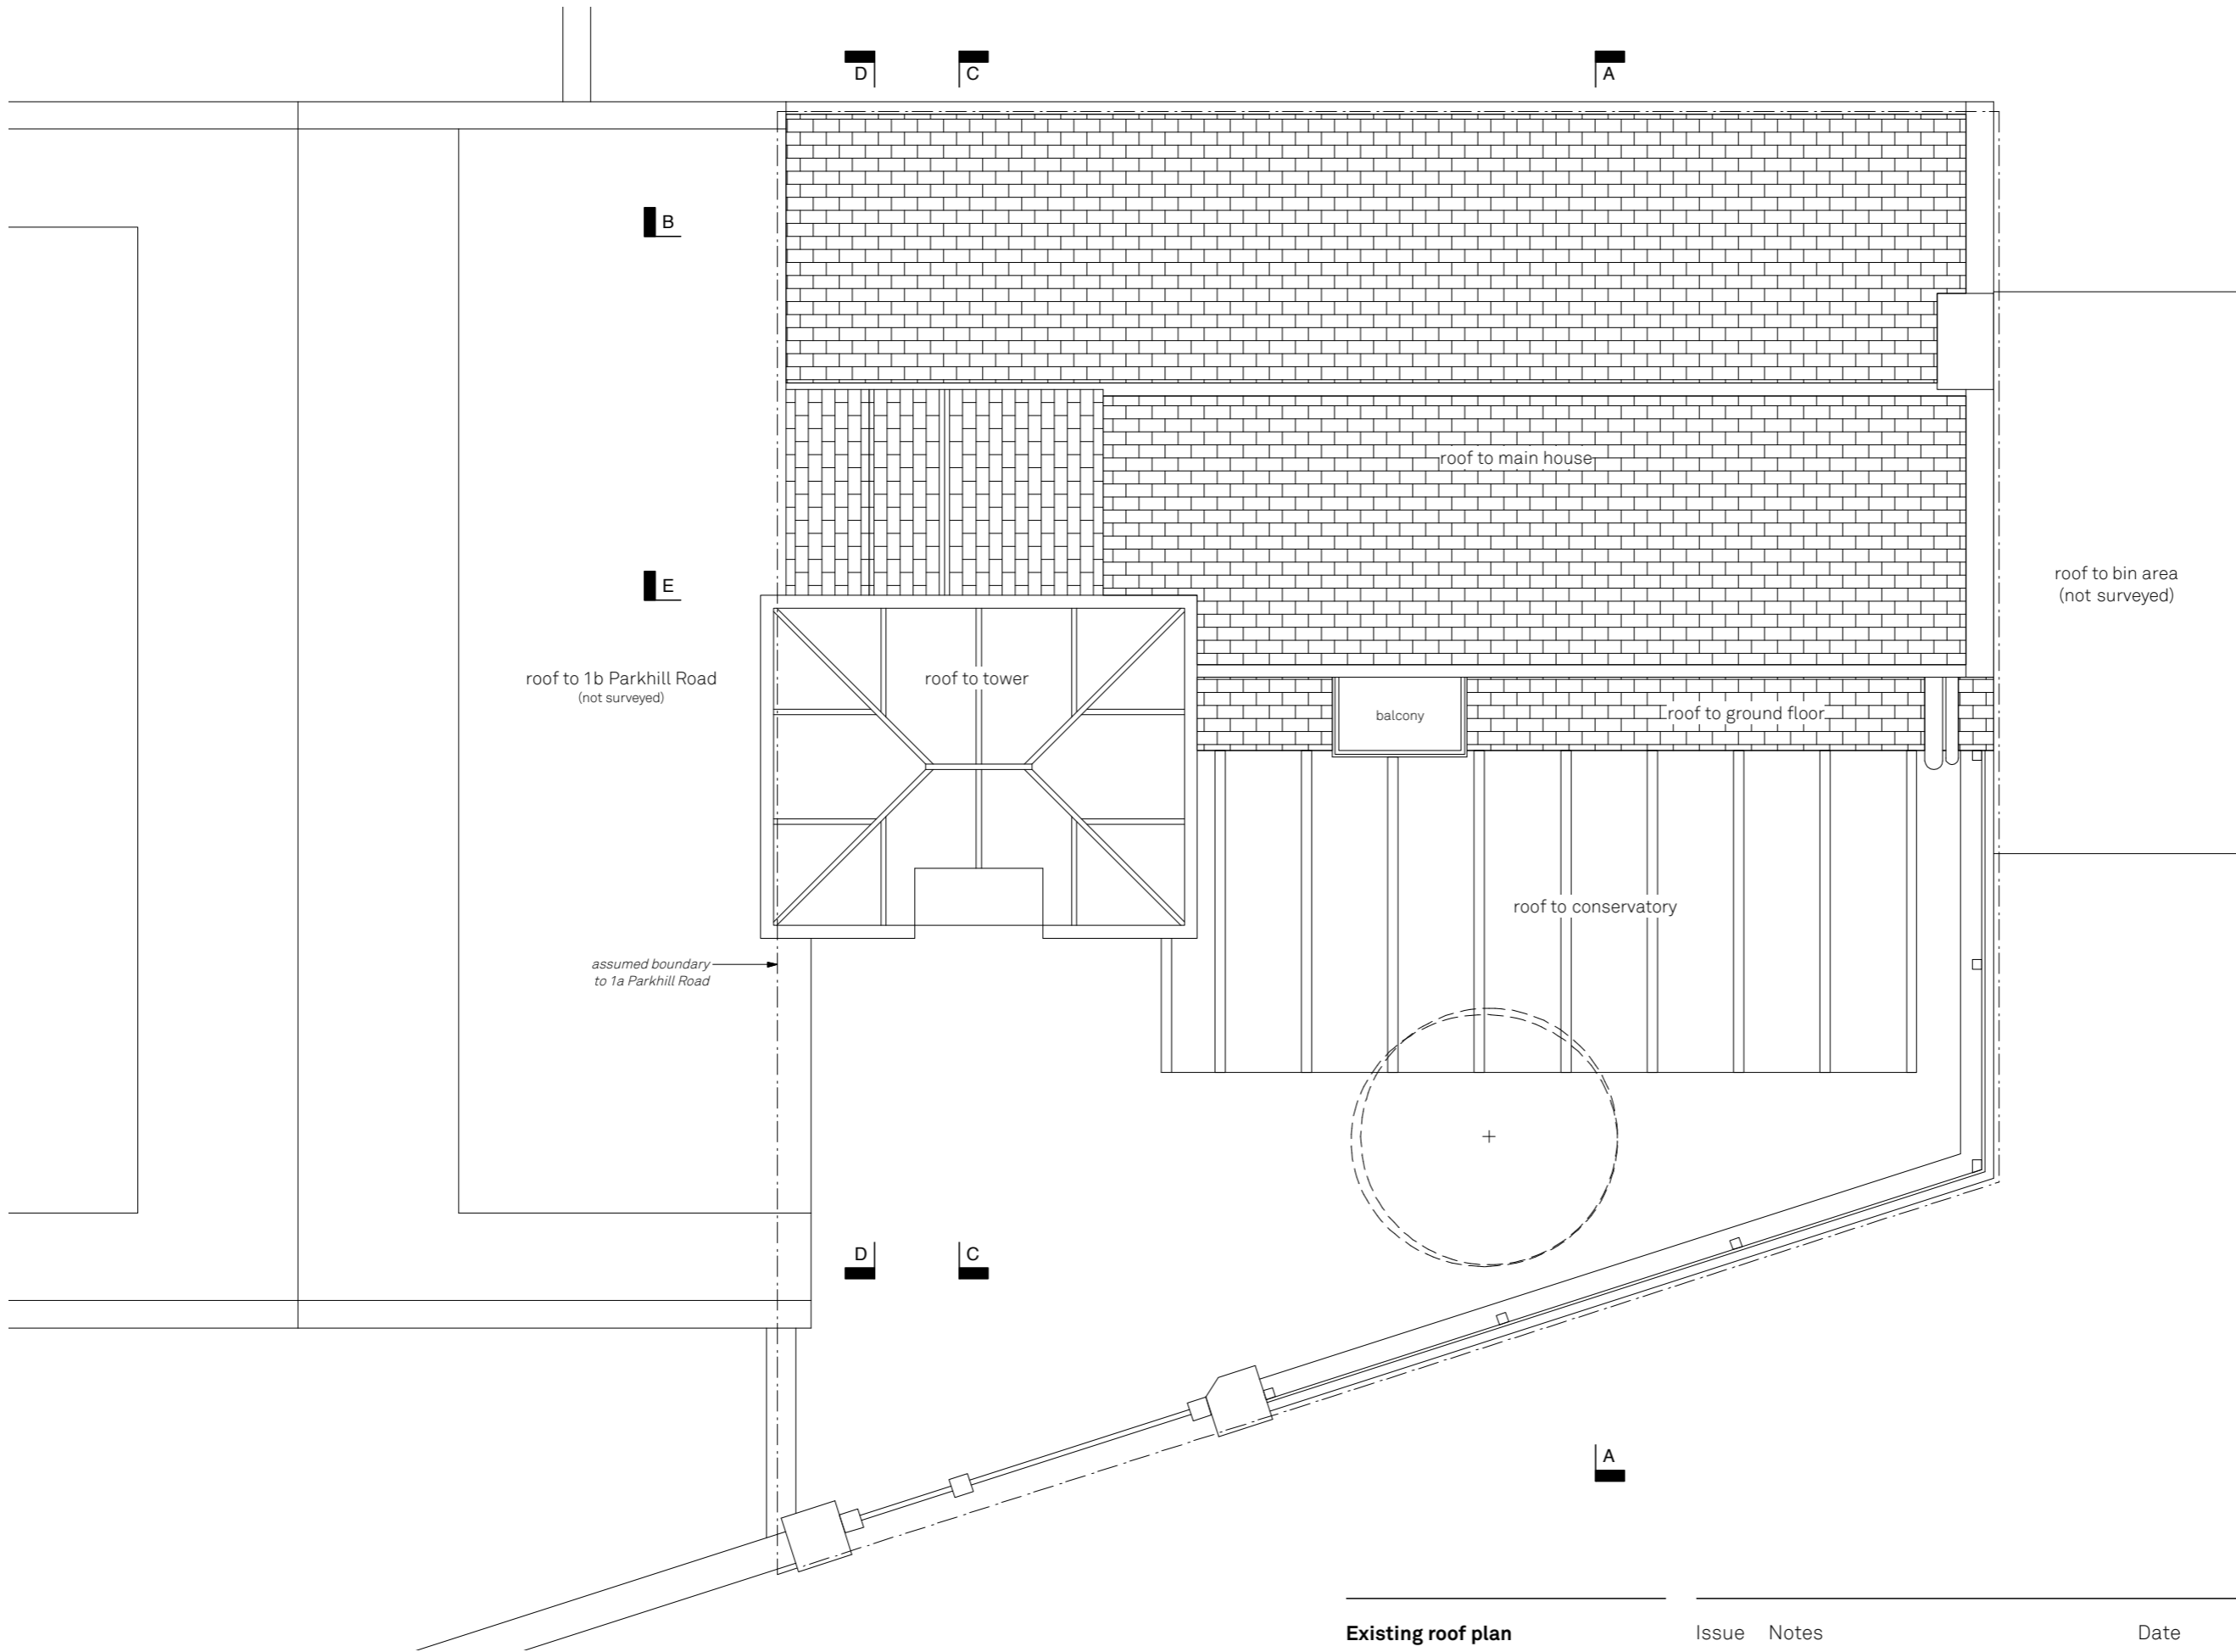 D
C
A
B
roof to main house
E
roof to bin area
(not surveyed)
roof to 1b Parkhill Road
(not surveyed)
roof to tower
balcony
roof to ground floor
roof to conservatory
assumed boundary
to 1a Parkhill Road
D
C
A
Existing roof plan
Issue Notes Date